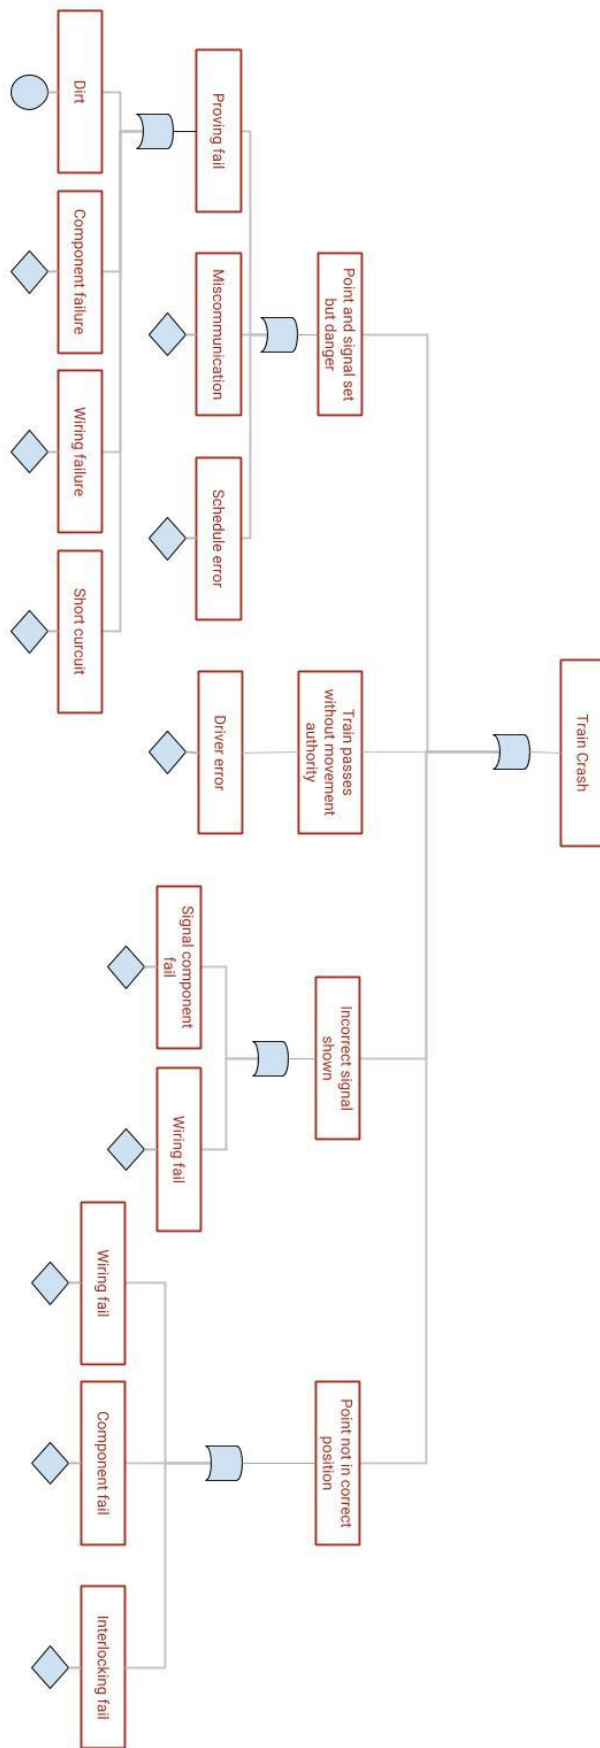 Train Crash
Point and signal set
but danger
Train passes
without movement
authority
Incorrect signal
shown
Point not in correct
position
Proving fail
Miscommunication
Schedule error
Driver error
Signal component
fail
Wiring fail
Wiring fail
Component fail
Interlocking fail
Dirt
Component failure
Wiring failure
Short curcuit